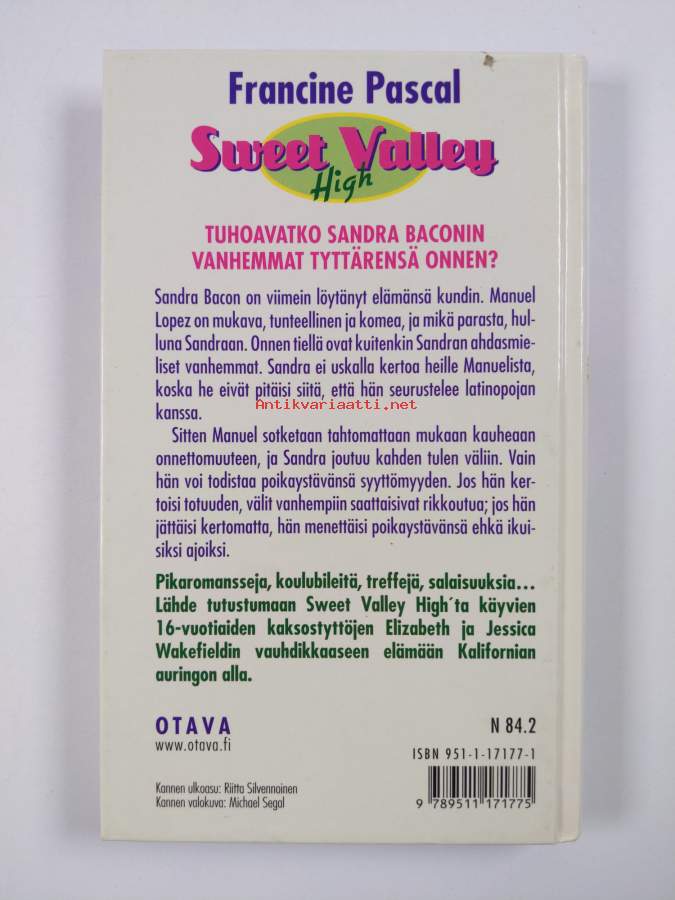 Francine Pascal
Sweet Valley
High
TUHOAVATKO SANDRA BACONIN
VANHEMMAT TYTTÄRENSÄ ONNEN?
Sandra Bacon on viimein löytänyt elämänsä kundin. Manuel
Lopez on mukava, tunteellinen ja komea, ja mikä parasta, hul-
luna Sandraan. Onnen tiellä ovat kuitenkin Sandran ahdasmie-
liset vanhemmat. Sandra ei uskalla kertoa heille Manuelista,
koska he eivät pitäisi siitä, että hän seurustelee latinopojan
kanssa.
Antikvariaatti.net
Sitten Manuel sotketaan tahtomattaan mukaan kauheaan
onnettomuuteen, ja Sandra joutuu kahden tulen väliin. Vain
hän voi todistaa poikaystävänsä syyttömyyden. Jos hän ker-
toisi totuuden, välit vanhempiin saattaisivat rikkoutua; jos hän
jättäisi kertomatta, hän menettäisi poikaystävänsä ehkä ikui-
siksi ajoiksi.
Pikaromansseja, koulubileitä, treffejä, salaisuuksia...
Lähde tutustumaan Sweet Valley High´ta käyvien
16-vuotiaiden kaksostyttöjen Elizabeth ja Jessica
Wakefieldin vauhdikkaaseen elämään Kalifornian
auringon alla.
OTAVA
www.otava.fi
N 84.2
ISBN 951-1-17177-1
Kannen ulkoasu: Riitta Silvennoinen
Kannen valokuva: Michael Segal
9 789511 171775